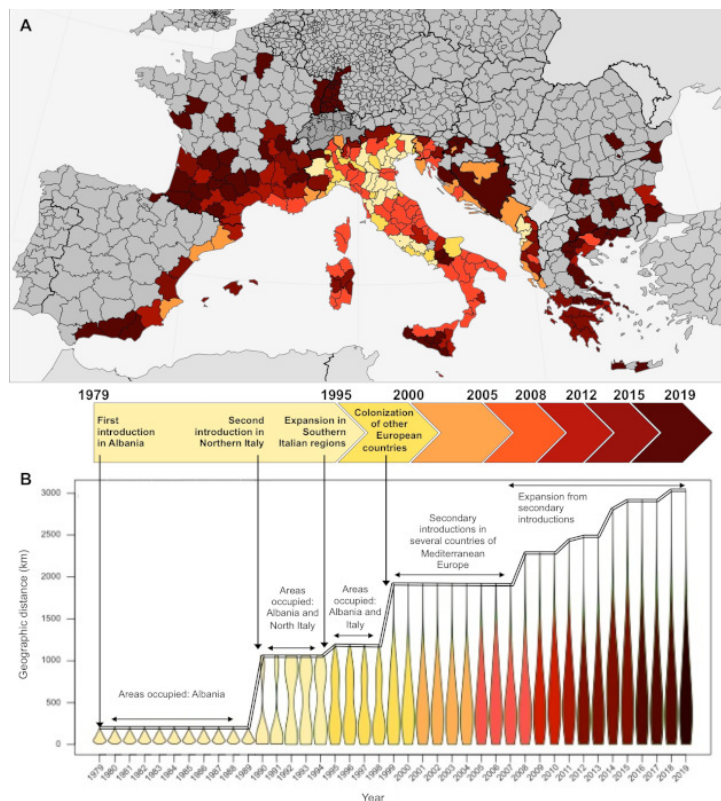 A
1979 1995 2000 2005 2008 2012 2015 2019
First
introduction
in Albania
Second
introduction in
Northern Italy
Expansion in
Southern
Italian regions
Colonization
of other
European
countries
B
Geographic distance (km)
3000
2500
2000
1500
1000
500
0
Areas occupied: Albania
Areas
occupied:
Albania and
North Italy
Areas
occupied:
Albania and
Italy
Secondary
introductions in
several countries of
Mediterranean
Europe
Expansion from
secondary
introductions
1979 1980 1981 1982 1983 1984 1985 1986 1987 1988 1989 1990 1991 1992 1993 1994 1995 1996 1997 1998 1999 2000 2001 2002 2003 2004 2005 2006 2007 2008 2009 2010 2011 2012 2013 2014 2015 2016 2017 2018 2019
Year